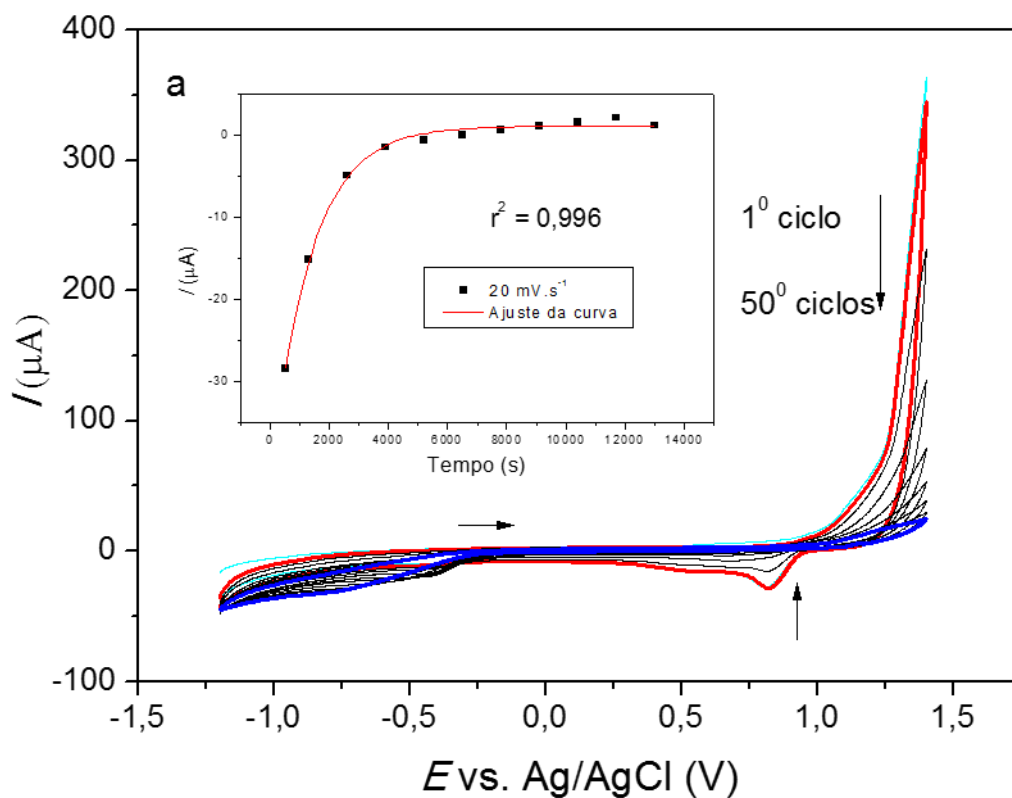 a
I (µA)
400
300
200
100
0
-100
-1,5
-1,0
-0,5
0,0
0,5
1,0
1,5
E vs. Ag/AgCl (V)
I (µA)
0
-10
-20
-30
0
2000
4000
6000
8000
10000
12000
14000
Tempo (s)
r² = 0,996
20 mV.s⁻¹
Ajuste da curva
1⁰ ciclo
50⁰ ciclos